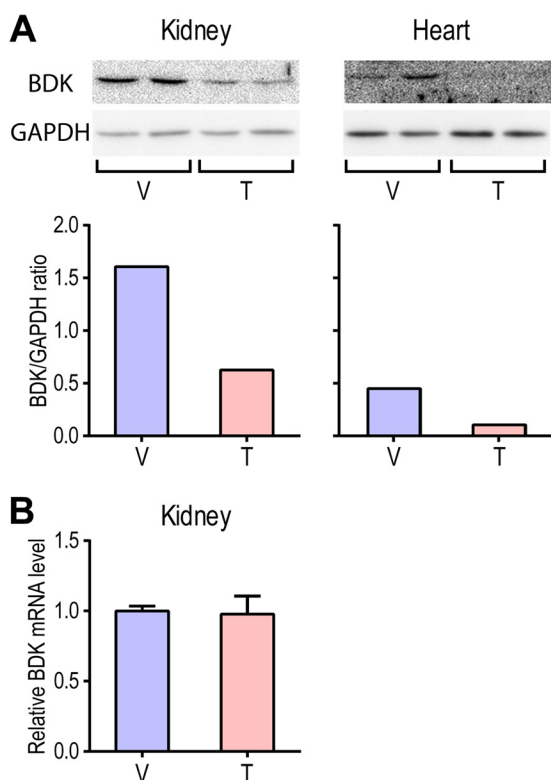 A
Kidney
Heart
BDK
GAPDH
V
T
V
T
BDK/GAPDH ratio
2.0
1.5
1.0
0.5
0.0
V
T
V
T
B
Kidney
Relative BDK mRNA level
1.5
1.0
0.5
0.0
V
T